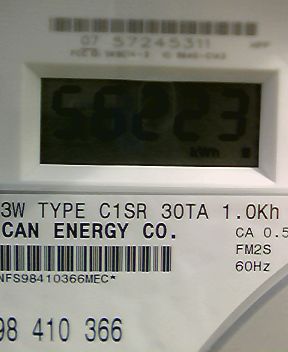 07 57245311
56223
kWh
3W TYPE C1SR 30TA 1.0Kh
CAN ENERGY CO.
CA 0.5
FM2S
60Hz
NFS98410366MEC*
98 410 366